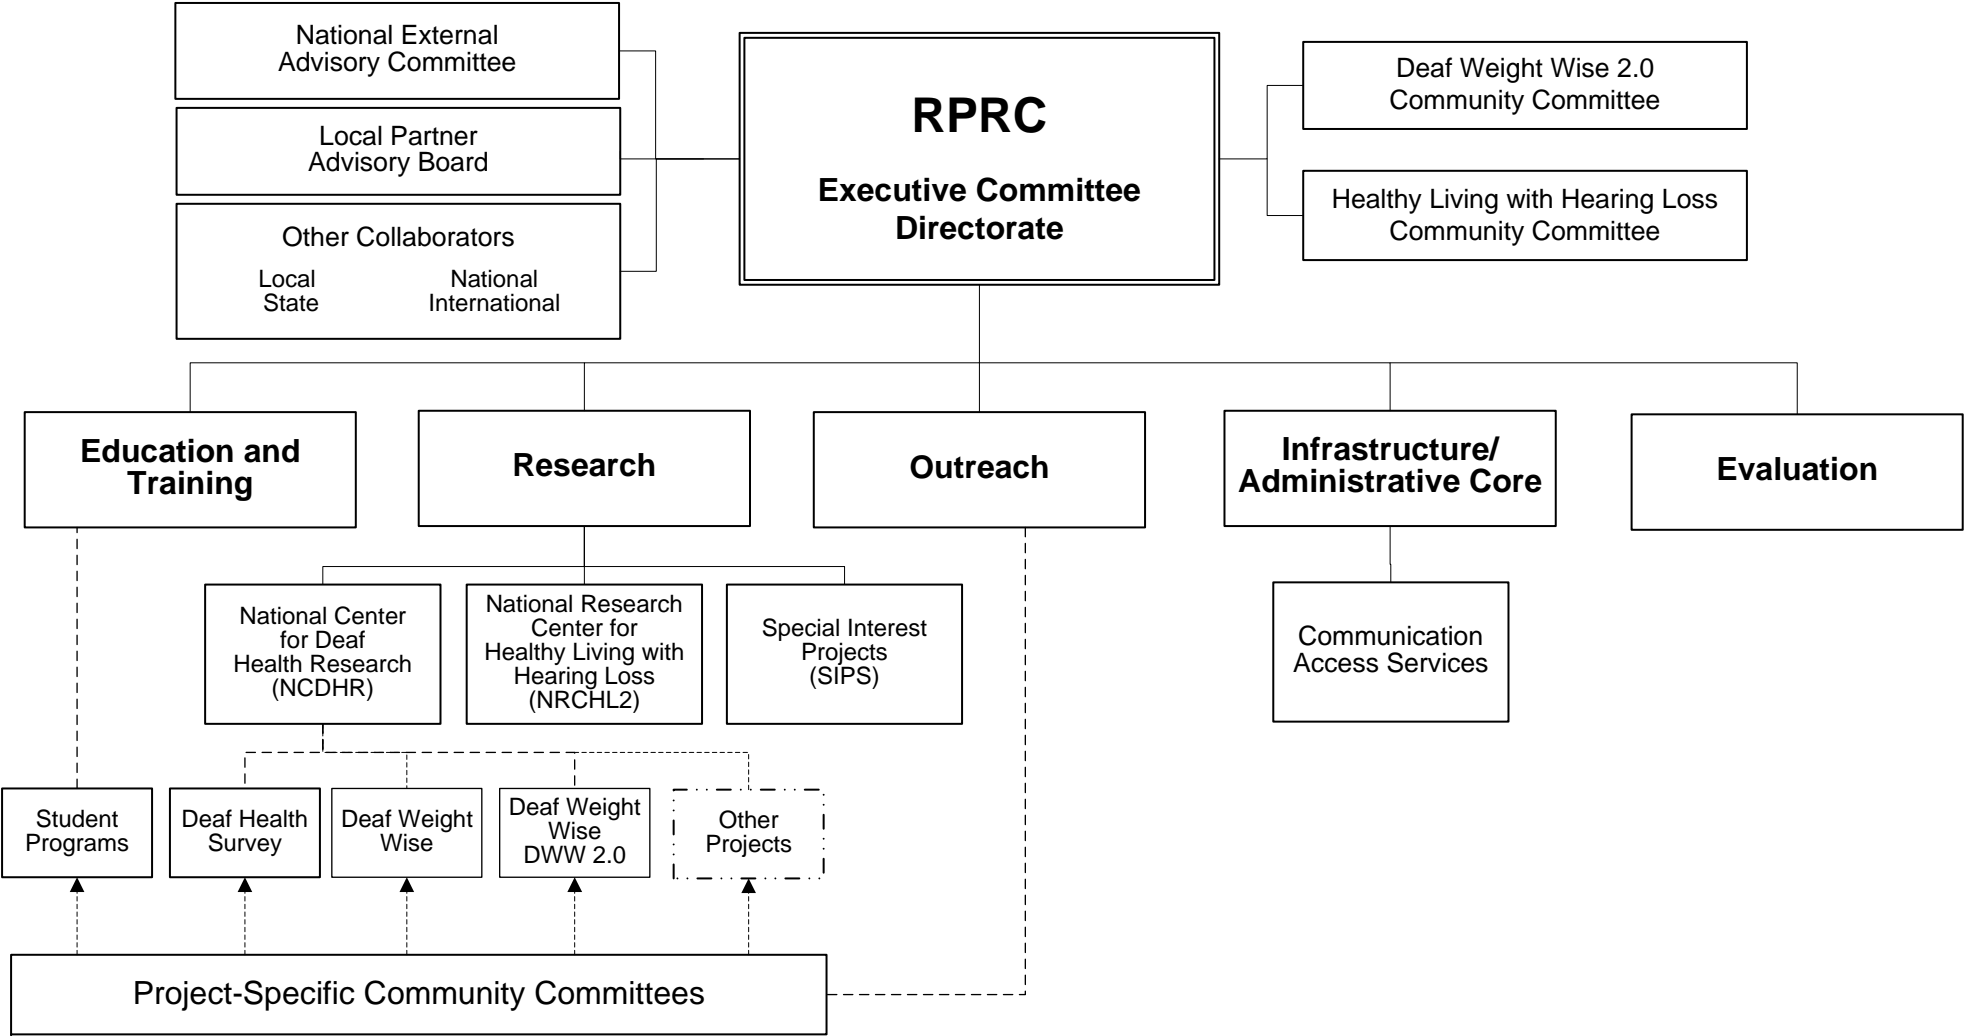 National External
Advisory Committee
Local Partner
Advisory Board
Other Collaborators
Local
State
National
International
RPRC
Executive Committee
Directorate
Deaf Weight Wise 2.0
Community Committee
Healthy Living with Hearing Loss
Community Committee
Education and
Training
Research
Outreach
Infrastructure/
Administrative Core
Evaluation
National Center
for Deaf
Health Research
(NCDHR)
National Research
Center for
Healthy Living with
Hearing Loss
(NRCHL2)
Special Interest
Projects
(SIPS)
Communication
Access Services
Student
Programs
Deaf Health
Survey
Deaf Weight
Wise
Deaf Weight
Wise
DWW 2.0
Other
Projects
Project-Specific Community Committees